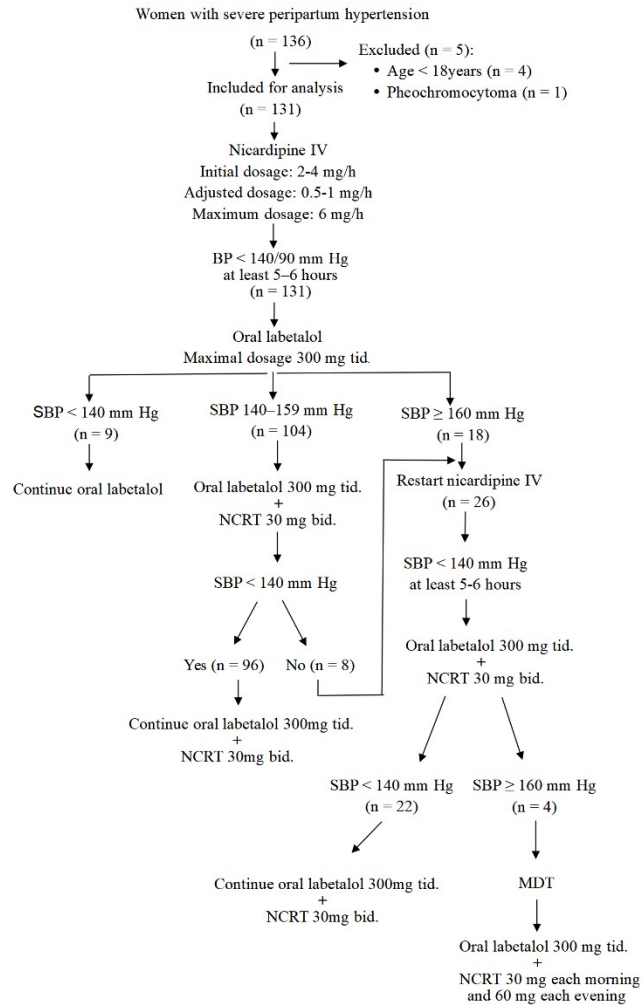 Women with severe peripartum hypertension
(n = 136)
Excluded (n = 5):
• Age < 18years (n = 4)
• Pheochromocytoma (n = 1)
Included for analysis
(n = 131)
Nicardipine IV
Initial dosage: 2-4 mg/h
Adjusted dosage: 0.5-1 mg/h
Maximum dosage: 6 mg/h
BP < 140/90 mm Hg
at least 5–6 hours
(n = 131)
Oral labetalol
Maximal dosage 300 mg tid.
SBP < 140 mm Hg
(n = 9)
Continue oral labetalol
SBP 140–159 mm Hg
(n = 104)
Oral labetalol 300 mg tid.
+
NCRT 30 mg bid.
SBP < 140 mm Hg
Yes (n = 96)
No (n = 8)
Continue oral labetalol 300mg tid.
+
NCRT 30mg bid.
SBP ≥ 160 mm Hg
(n = 18)
Restart nicardipine IV
(n = 26)
SBP < 140 mm Hg
at least 5-6 hours
Oral labetalol 300 mg tid.
+
NCRT 30 mg bid.
SBP < 140 mm Hg
(n = 22)
Continue oral labetalol 300mg tid.
+
NCRT 30mg bid.
SBP ≥ 160 mm Hg
(n = 4)
MDT
Oral labetalol 300 mg tid.
+
NCRT 30 mg each morning
and 60 mg each evening